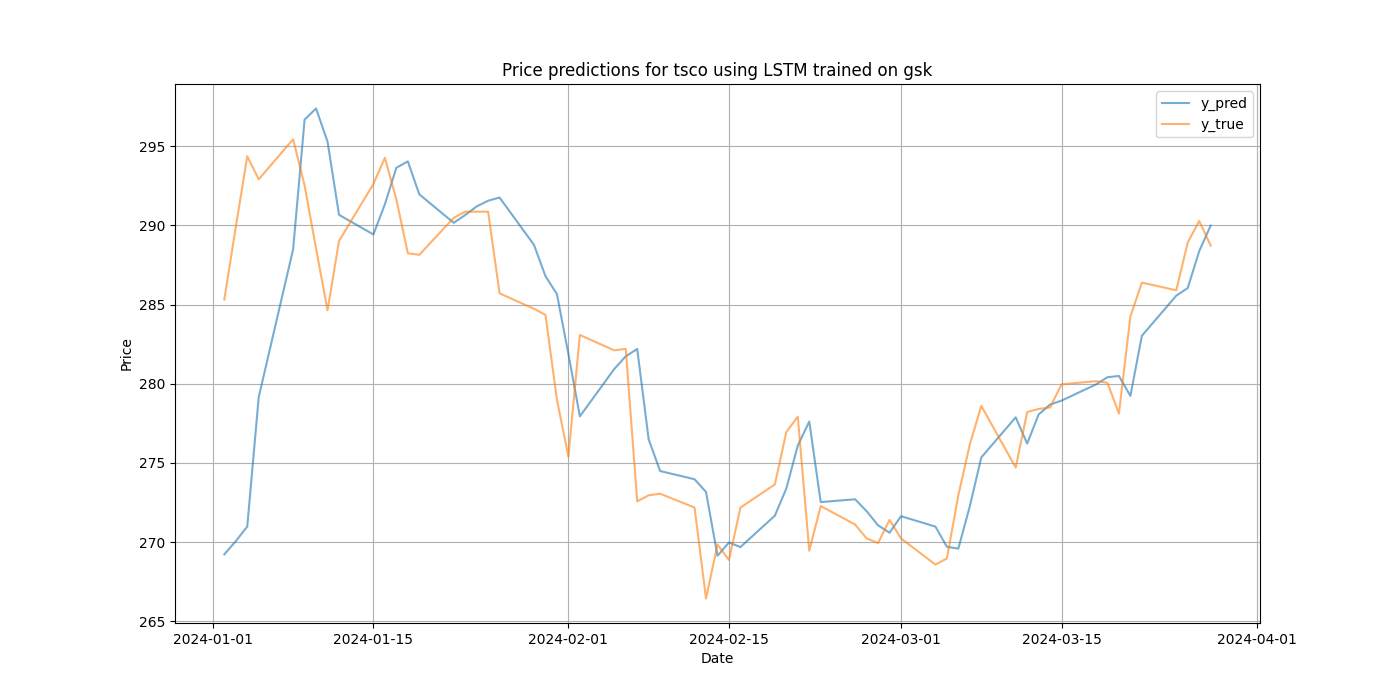 Price predictions for tsco using LSTM trained on gsk
y_pred
y_true
295
290
285
280
275
270
265
Price
2024-01-01
2024-01-15
2024-02-01
2024-02-15
2024-03-01
2024-03-15
2024-04-01
Date